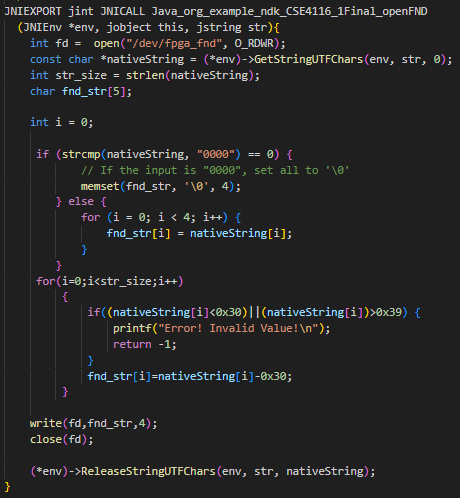 JNIEXPORT jint JNICALL Java_org_example_ndk_CSE4116_1Final_openFND
(JNIEnv *env, jobject this, jstring str){
int fd =  open("/dev/fpga_fnd", O_RDWR);
const char *nativeString = (*env)->GetStringUTFChars(env, str, 0);
int str_size = strlen(nativeString);
char fnd_str[5];
int i = 0;
if (strcmp(nativeString, "0000") == 0) {
// If the input is "0000", set all to '\0'
memset(fnd_str, '\0', 4);
} else {
for (i = 0; i < 4; i++) {
fnd_str[i] = nativeString[i];
}
}
for(i=0;i<str_size;i++)
{
if((nativeString[i]<0x30)||(nativeString[i])>0x39) {
printf("Error! Invalid Value!\n");
return -1;
}
fnd_str[i]=nativeString[i]-0x30;
}
write(fd,fnd_str,4);
close(fd);
(*env)->ReleaseStringUTFChars(env, str, nativeString);
}